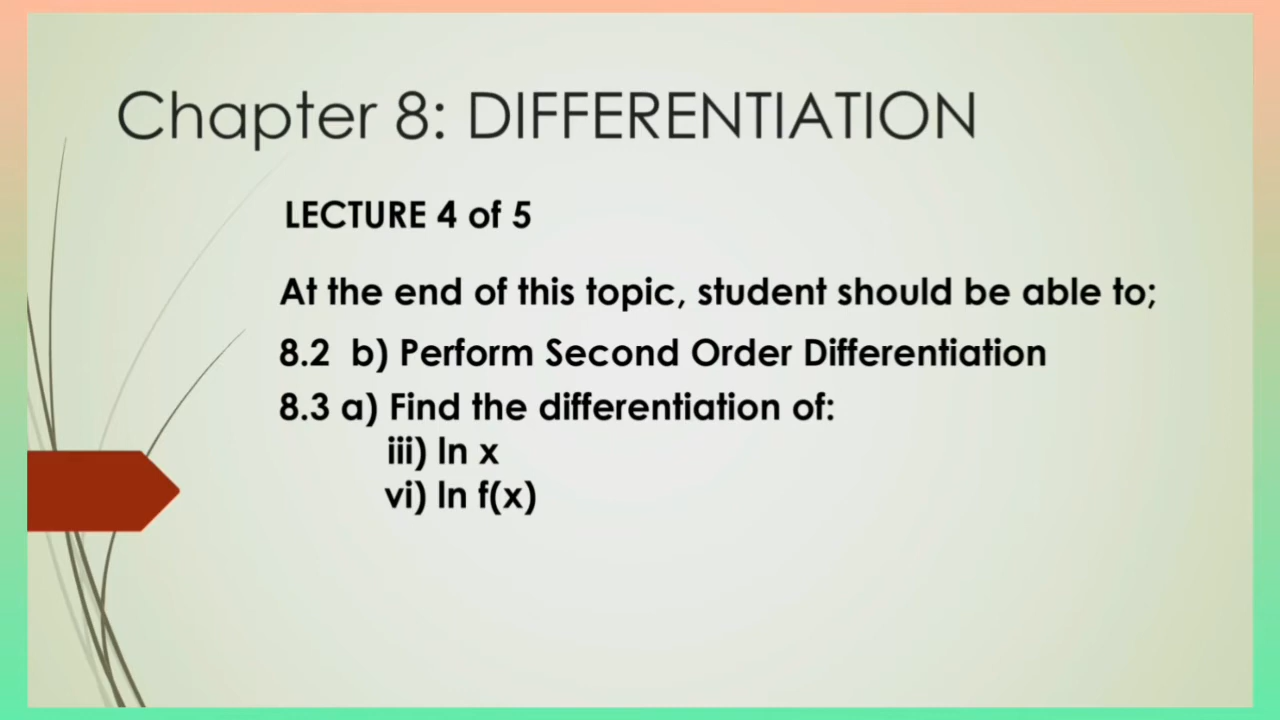 Chapter 8: DIFFERENTIATION
LECTURE 4 of 5
At the end of this topic, student should be able to;
8.2 b) Perform Second Order Differentiation
8.3 a) Find the differentiation of:
iii) ln x
vi) ln f(x)